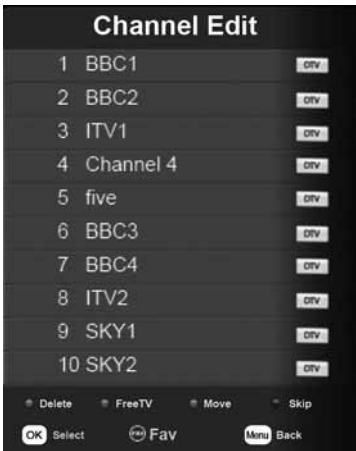 Channel Edit
1 BBC1 DTV
2 BBC2 DTV
3 ITV1 DTV
4 Channel 4 DTV
5 five DTV
6 BBC3 DTV
7 BBC4 DTV
8 ITV2 DTV
9 SKY1 DTV
10 SKY2 DTV
Delete FreeTV Move Skip
OK Select FAV Fav Menu Back